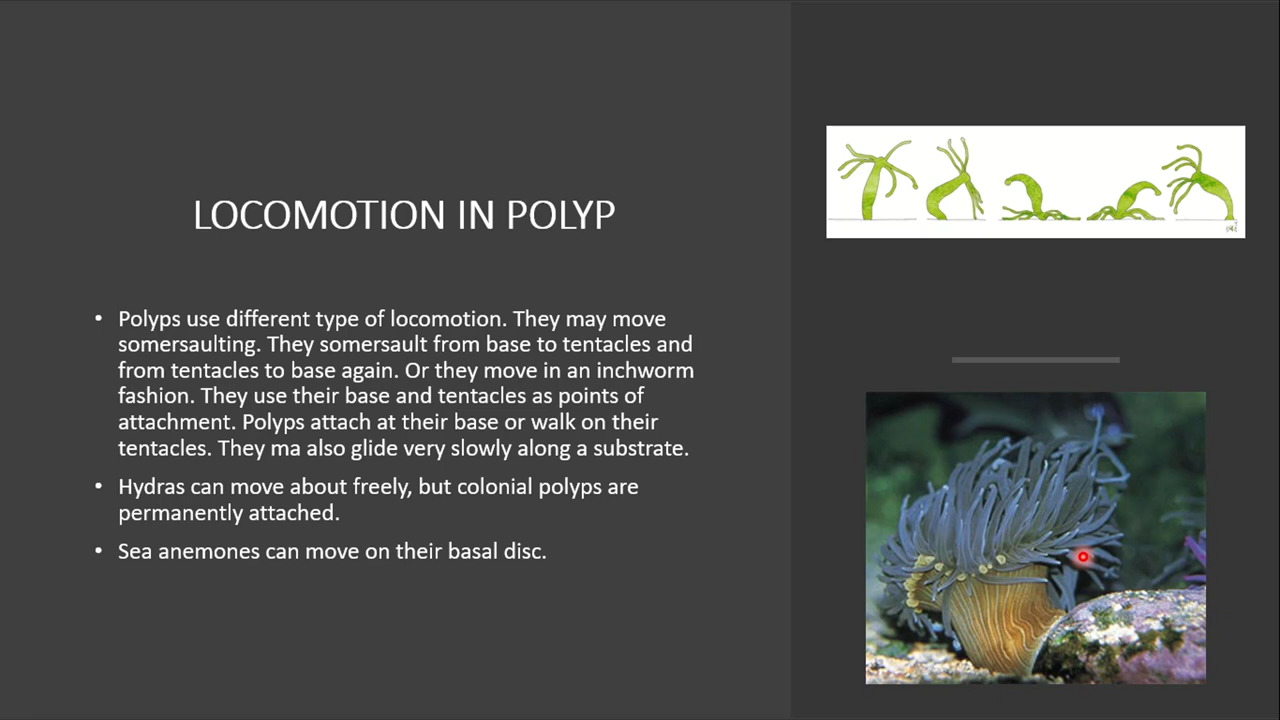 LOCOMOTION IN POLYP
• Polyps use different type of locomotion. They may move
somersaulting. They somersault from base to tentacles and
from tentacles to base again. Or they move in an inchworm
fashion. They use their base and tentacles as points of
attachment. Polyps attach at their base or walk on their
tentacles. They ma also glide very slowly along a substrate.
• Hydras can move about freely, but colonial polyps are
permanently attached.
• Sea anemones can move on their basal disc.